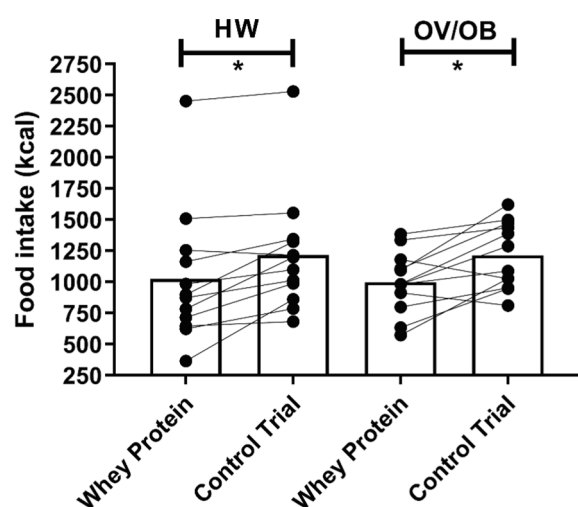 HW
OV/OB
*
*
Food intake (kcal)
2750
2500
2250
2000
1750
1500
1250
1000
750
500
250
Whey Protein
Control Trial
Whey Protein
Control Trial